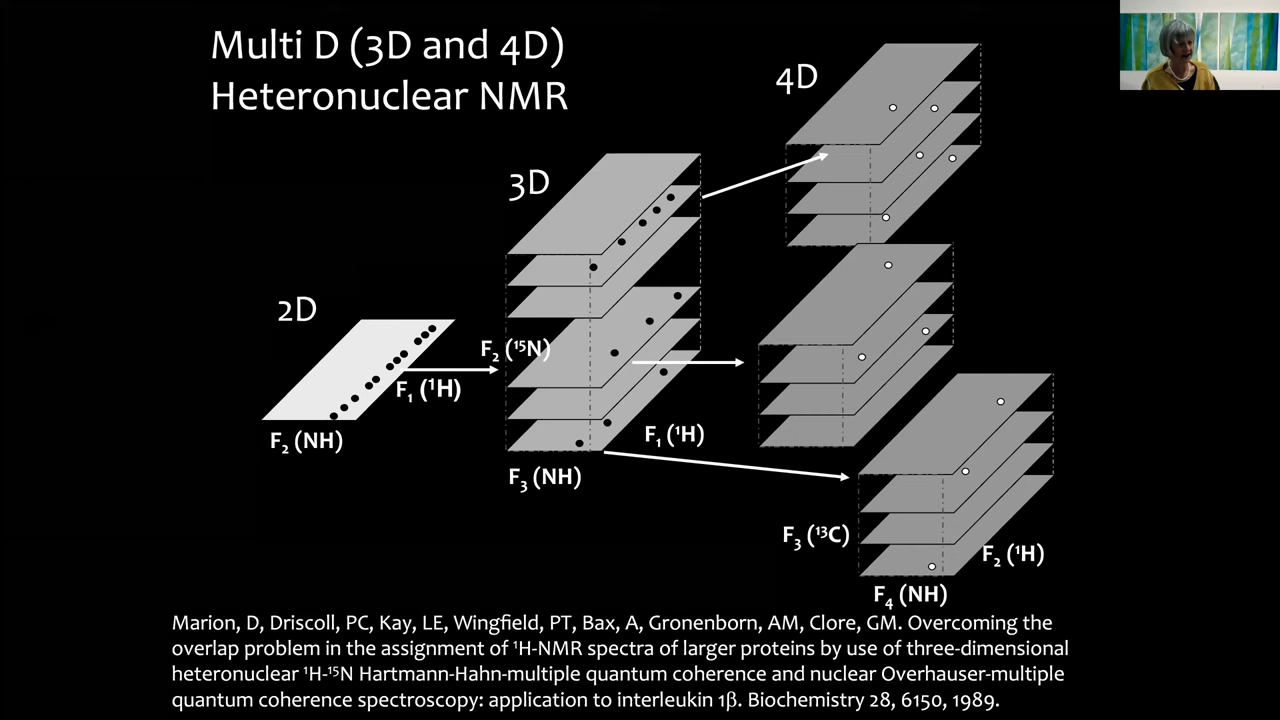 Multi D (3D and 4D)
Heteronuclear NMR
4D
3D
2D
F₂ (¹⁵N)
F₁ (¹H)
F₂ (NH)
F₁ (¹H)
F₃ (NH)
F₃ (¹³C)
F₂ (¹H)
F₄ (NH)
Marion, D, Driscoll, PC, Kay, LE, Wingfield, PT, Bax, A, Gronenborn, AM, Clore, GM. Overcoming the
overlap problem in the assignment of ¹H-NMR spectra of larger proteins by use of three-dimensional
heteronuclear ¹H-¹⁵N Hartmann-Hahn-multiple quantum coherence and nuclear Overhauser-multiple
quantum coherence spectroscopy: application to interleukin 1β. Biochemistry 28, 6150, 1989.